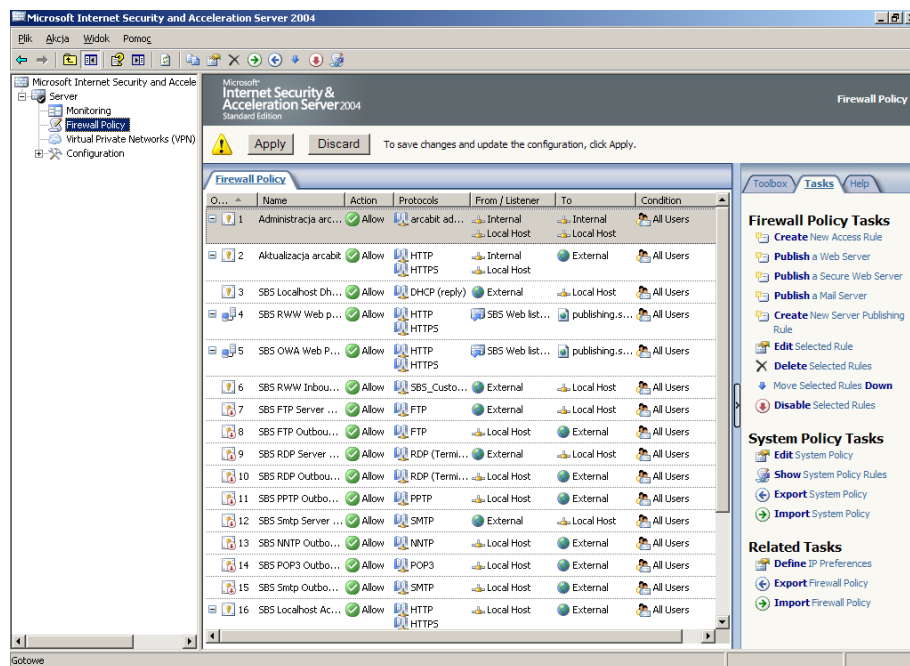 Microsoft Internet Security and Acceleration Server 2004
Plik Akcja Widok Pomoc
Microsoft Internet Security and Accele
Server
Monitoring
Firewall Policy
Virtual Private Networks (VPN)
Configuration
Microsoft
Internet Security &
Acceleration Server 2004
Standard Edition
Firewall Policy
Apply Discard To save changes and update the configuration, click Apply.
Firewall Policy
O... Name Action Protocols From / Listener To Condition
1 Administracja arc... Allow arcabit ad... Internal Internal All Users
Local Host Local Host
2 Aktualizacja arcabit Allow HTTP Internal External All Users
HTTPS Local Host
3 SBS Localhost Dh... Allow DHCP (reply) External Local Host All Users
4 SBS RWW Web p... Allow HTTP SBS Web list... publishing.s... All Users
HTTPS
5 SBS OWA Web P... Allow HTTP SBS Web list... publishing.s... All Users
HTTPS
6 SBS RWW Inbou... Allow SBS_Custo... External Local Host All Users
7 SBS FTP Server ... Allow FTP External Local Host All Users
8 SBS FTP Outbou... Allow FTP Local Host External All Users
9 SBS RDP Server ... Allow RDP (Termi... External Local Host All Users
10 SBS RDP Outbou... Allow RDP (Termi... Local Host External All Users
11 SBS PPTP Outbo... Allow PPTP Local Host External All Users
12 SBS Smtp Server ... Allow SMTP External Local Host All Users
13 SBS NNTP Outbo... Allow NNTP Local Host External All Users
14 SBS POP3 Outbo... Allow POP3 Local Host External All Users
15 SBS Smtp Outbo... Allow SMTP Local Host External All Users
16 SBS Localhost Ac... Allow HTTP Local Host External All Users
HTTPS
Toolbox Tasks Help
Firewall Policy Tasks
Create New Access Rule
Publish a Web Server
Publish a Secure Web Server
Publish a Mail Server
Create New Server Publishing
Rule
Edit Selected Rule
Delete Selected Rules
Move Selected Rules Down
Disable Selected Rules
System Policy Tasks
Edit System Policy
Show System Policy Rules
Export System Policy
Import System Policy
Related Tasks
Define IP Preferences
Export Firewall Policy
Import Firewall Policy
Gotowe